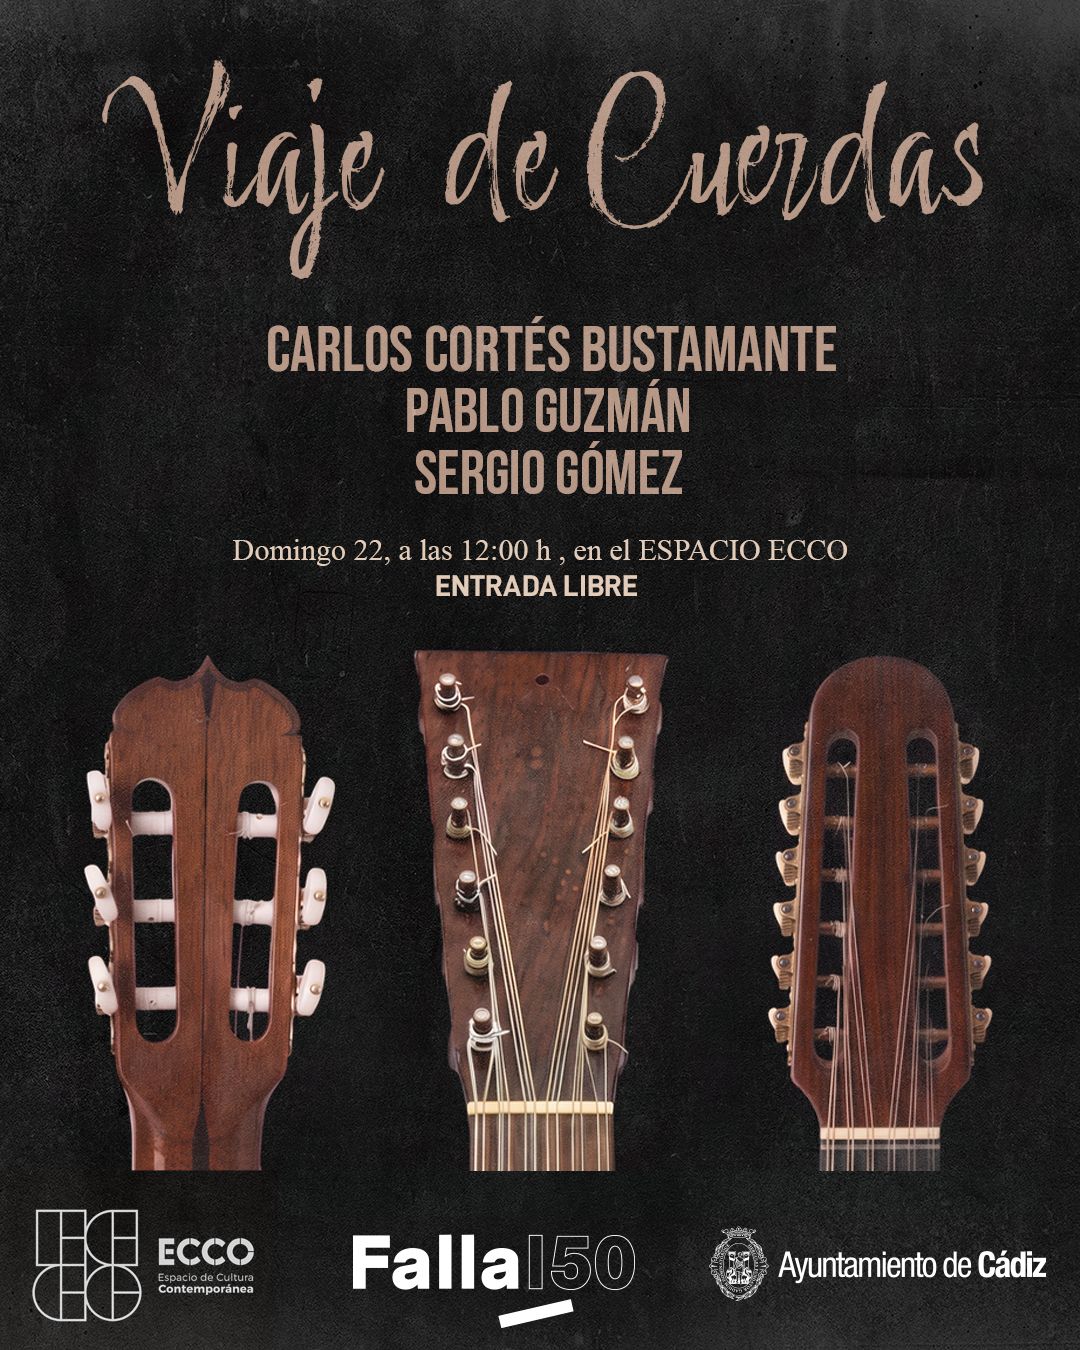 Viaje de Cuerdas
CARLOS CORTÉS BUSTAMANTE
PABLO GUZMÁN
SERGIO GÓMEZ
Domingo 22, a las 12:00 h , en el ESPACIO ECCO
ENTRADA LIBRE
ECCO
ECCO
Espacio de Cultura
Contemporánea
Falla150
Ayuntamiento de Cádiz